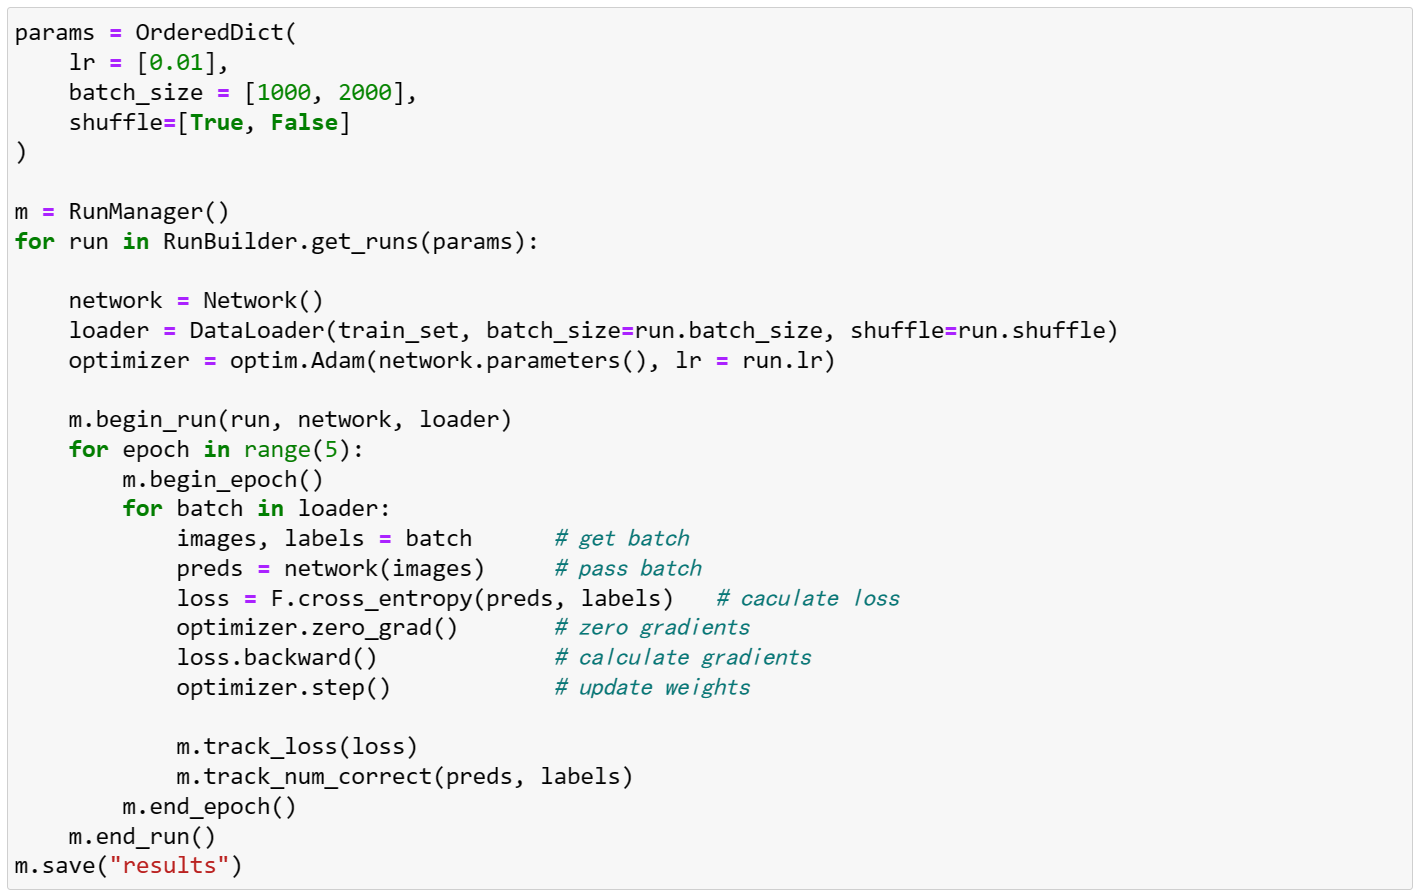 params = OrderedDict(
    lr = [0.01],
    batch_size = [1000, 2000],
    shuffle=[True, False]
)
m = RunManager()
for run in RunBuilder.get_runs(params):
    network = Network()
    loader = DataLoader(train_set, batch_size=run.batch_size, shuffle=run.shuffle)
    optimizer = optim.Adam(network.parameters(), lr = run.lr)
    m.begin_run(run, network, loader)
    for epoch in range(5):
        m.begin_epoch()
        for batch in loader:
            images, labels = batch      # get batch
            preds = network(images)     # pass batch
            loss = F.cross_entropy(preds, labels)   # caculate loss
            optimizer.zero_grad()       # zero gradients
            loss.backward()             # calculate gradients
            optimizer.step()            # update weights
            m.track_loss(loss)
            m.track_num_correct(preds, labels)
        m.end_epoch()
    m.end_run()
m.save("results")